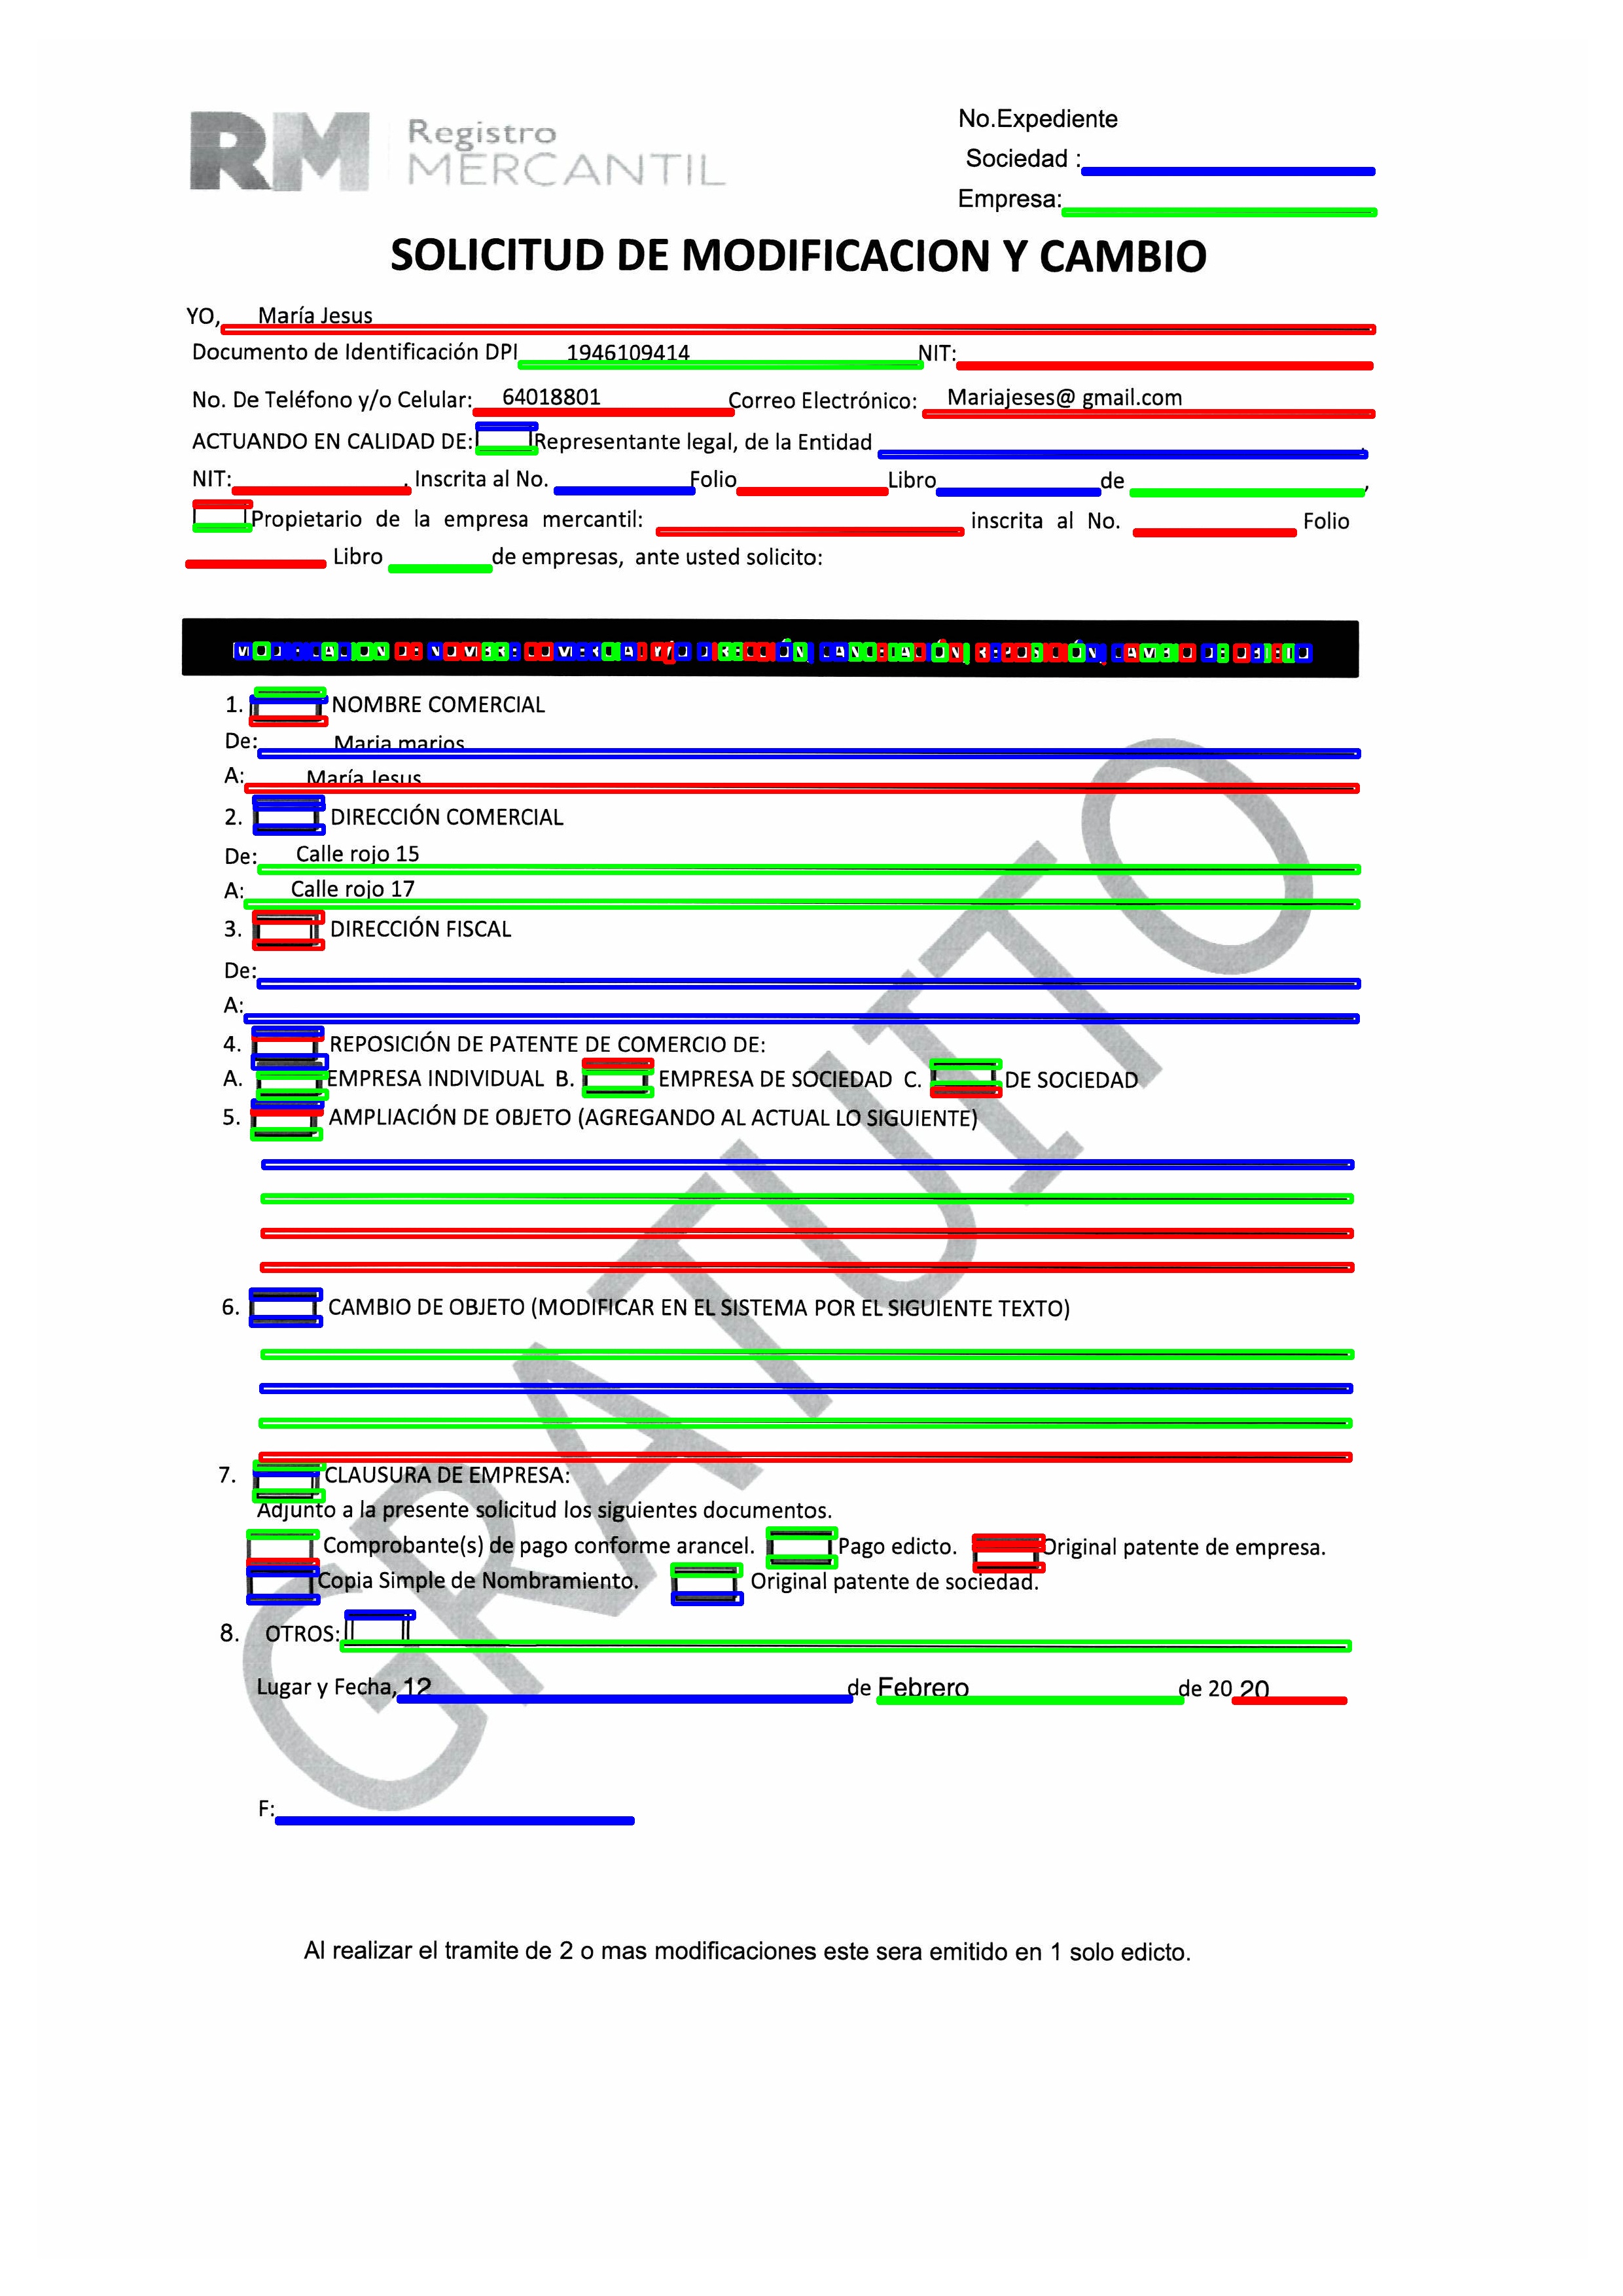 RM Registro MERCANTIL
No.Expediente
Sociedad :
Empresa:
SOLICITUD DE MODIFICACION Y CAMBIO
YO, María Jesus
Documento de Identificación DPI 1946109414 NIT:
No. De Teléfono y/o Celular: 64018801 Correo Electrónico: Mariajeses@ gmail.com
ACTUANDO EN CALIDAD DE: Representante legal, de la Entidad ,
NIT: , Inscrita al No. Folio Libro de ,
Propietario de la empresa mercantil: inscrita al No. Folio
Libro de empresas, ante usted solicito:
1. NOMBRE COMERCIAL
De: Maria marios
A: María Jesus
2. DIRECCIÓN COMERCIAL
De: Calle rojo 15
A: Calle rojo 17
3. DIRECCIÓN FISCAL
De:
A:
4. REPOSICIÓN DE PATENTE DE COMERCIO DE:
A. EMPRESA INDIVIDUAL B. EMPRESA DE SOCIEDAD C. DE SOCIEDAD
5. AMPLIACIÓN DE OBJETO (AGREGANDO AL ACTUAL LO SIGUIENTE)
6. CAMBIO DE OBJETO (MODIFICAR EN EL SISTEMA POR EL SIGUIENTE TEXTO)
7. CLAUSURA DE EMPRESA:
Adjunto a la presente solicitud los siguientes documentos.
Comprobante(s) de pago conforme arancel. Pago edicto. Original patente de empresa.
Copia Simple de Nombramiento. Original patente de sociedad.
8. OTROS:
Lugar y Fecha, 12 de Febrero de 20 20
F:
Al realizar el tramite de 2 o mas modificaciones este sera emitido en 1 solo edicto.
GRATUITO